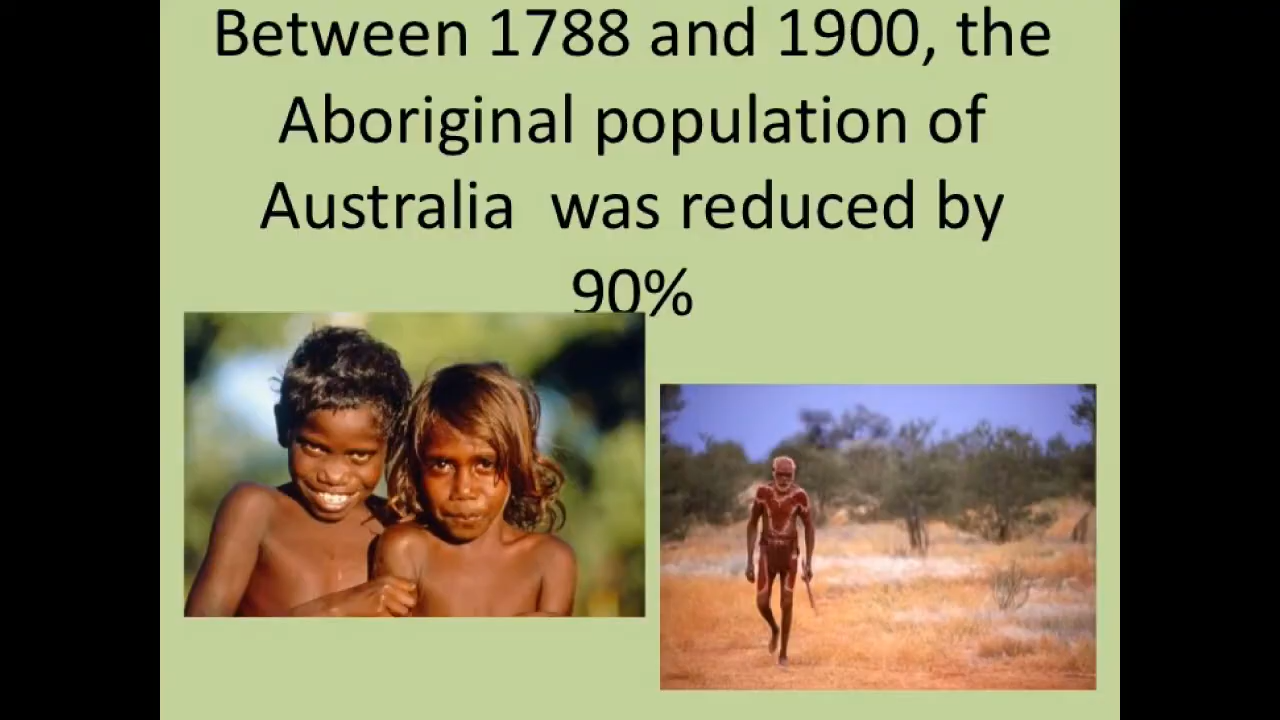 Between 1788 and 1900, the
Aboriginal population of
Australia  was reduced by
90%